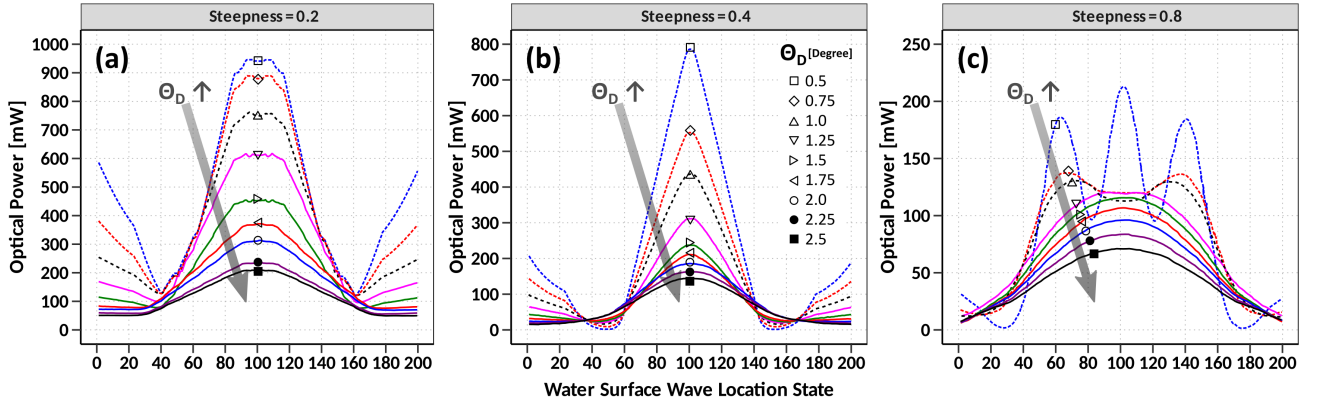 Steepness = 0.2
Steepness = 0.4
Steepness = 0.8
(a)
Θ_D ↑
Optical Power [mW]
1000
900
800
700
600
500
400
300
200
100
0
0 20 40 60 80 100 120 140 160 180 200
(b)
Θ_D ↑
Optical Power [mW]
800
700
600
500
400
300
200
100
0
0 20 40 60 80 100 120 140 160 180 200
Θ_D [Degree]
0.5
0.75
1.0
1.25
1.5
1.75
2.0
2.25
2.5
(c)
Θ_D ↑
Optical Power [mW]
250
200
150
100
50
0
0 20 40 60 80 100 120 140 160 180 200
Water Surface Wave Location State